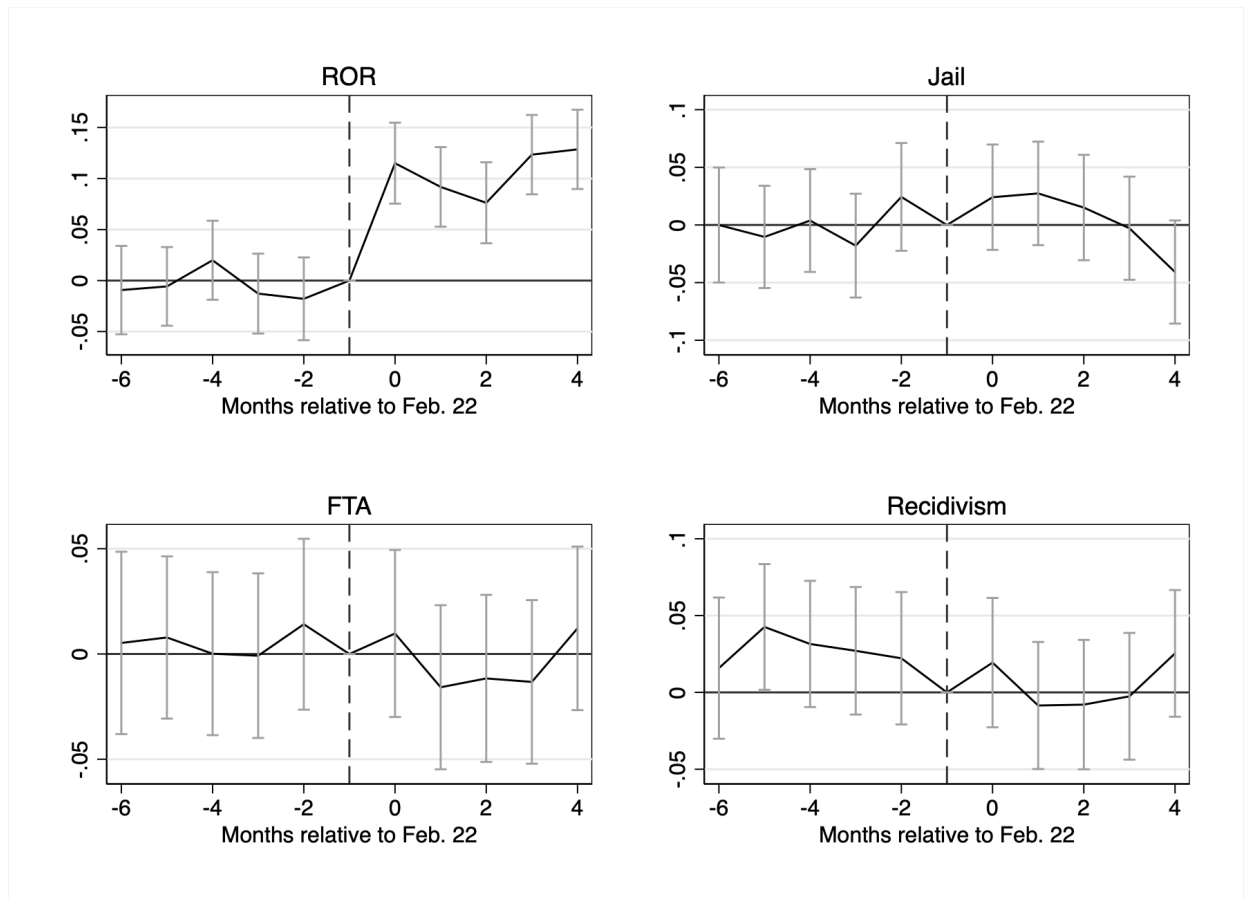 ROR
.15
.1
.05
0
-.05
-6 -4 -2 0 2 4
Months relative to Feb. 22
Jail
.1
.05
0
-.05
-.1
-6 -4 -2 0 2 4
Months relative to Feb. 22
FTA
.05
0
-.05
-6 -4 -2 0 2 4
Months relative to Feb. 22
Recidivism
.1
.05
0
-.05
-6 -4 -2 0 2 4
Months relative to Feb. 22